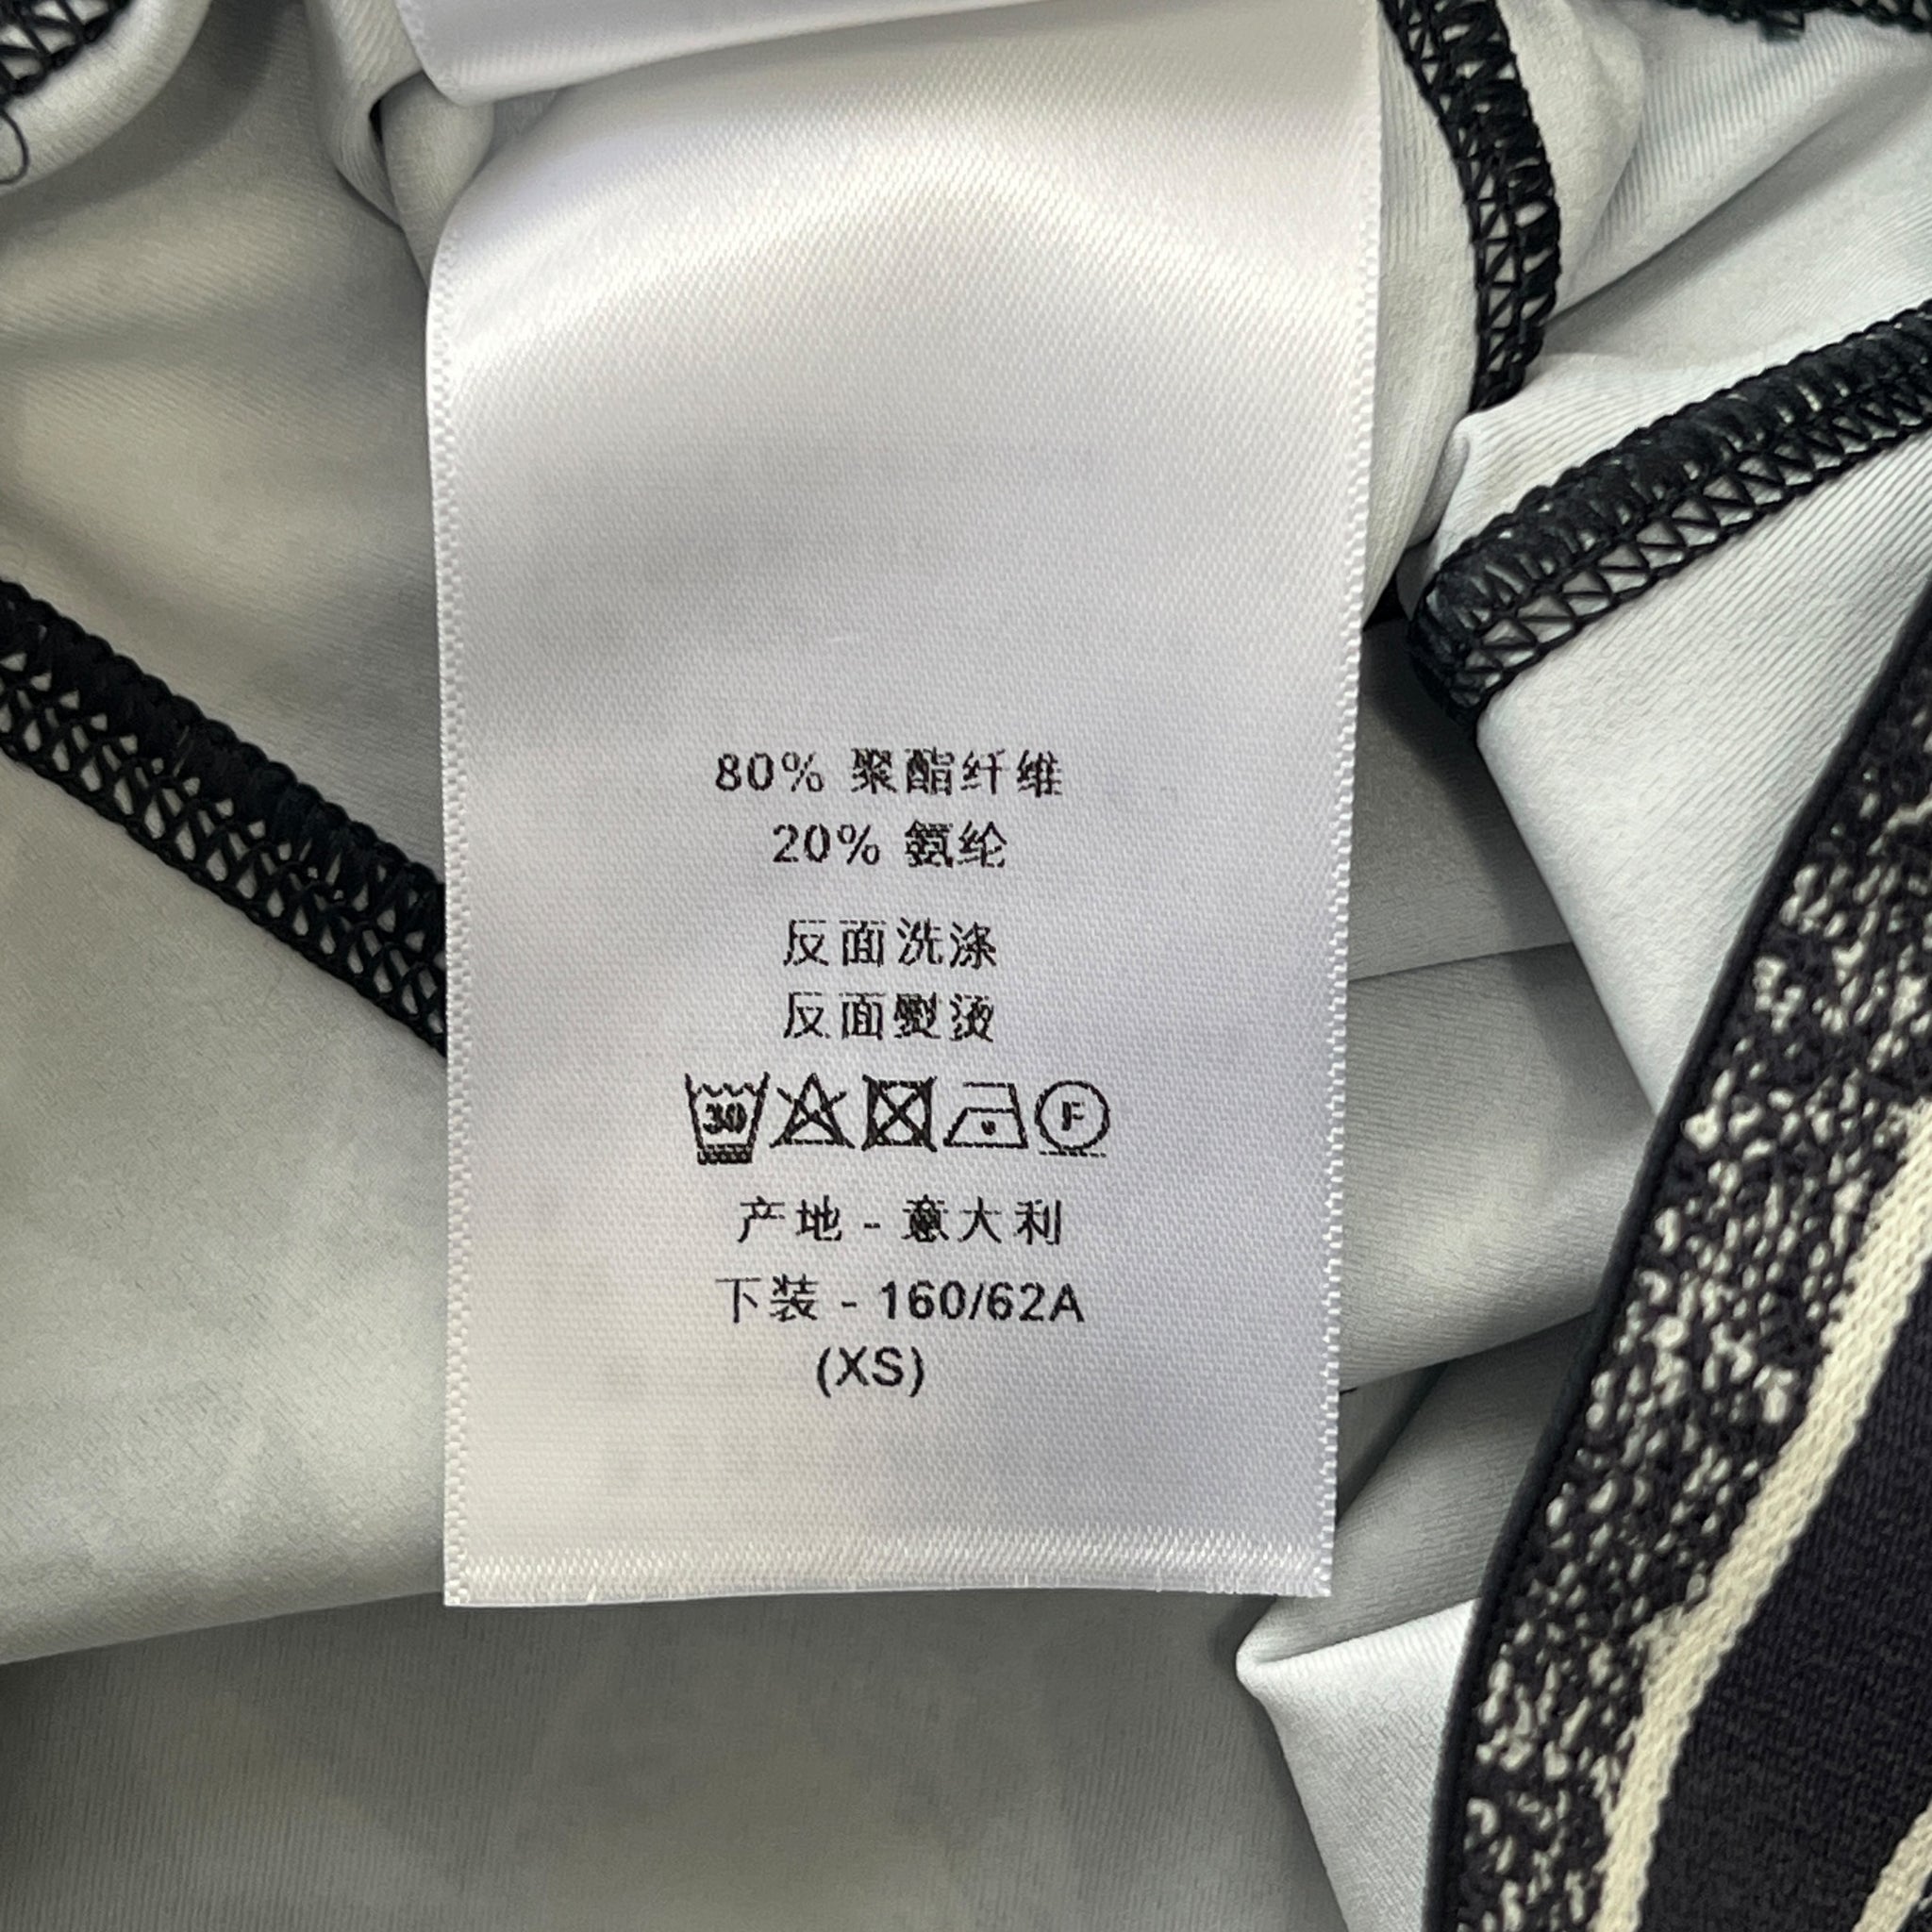 80% 聚酯纤维
20% 氨纶
反面洗涤
反面熨烫
30 F
产地 - 意大利
下装 - 160/62A
(XS)